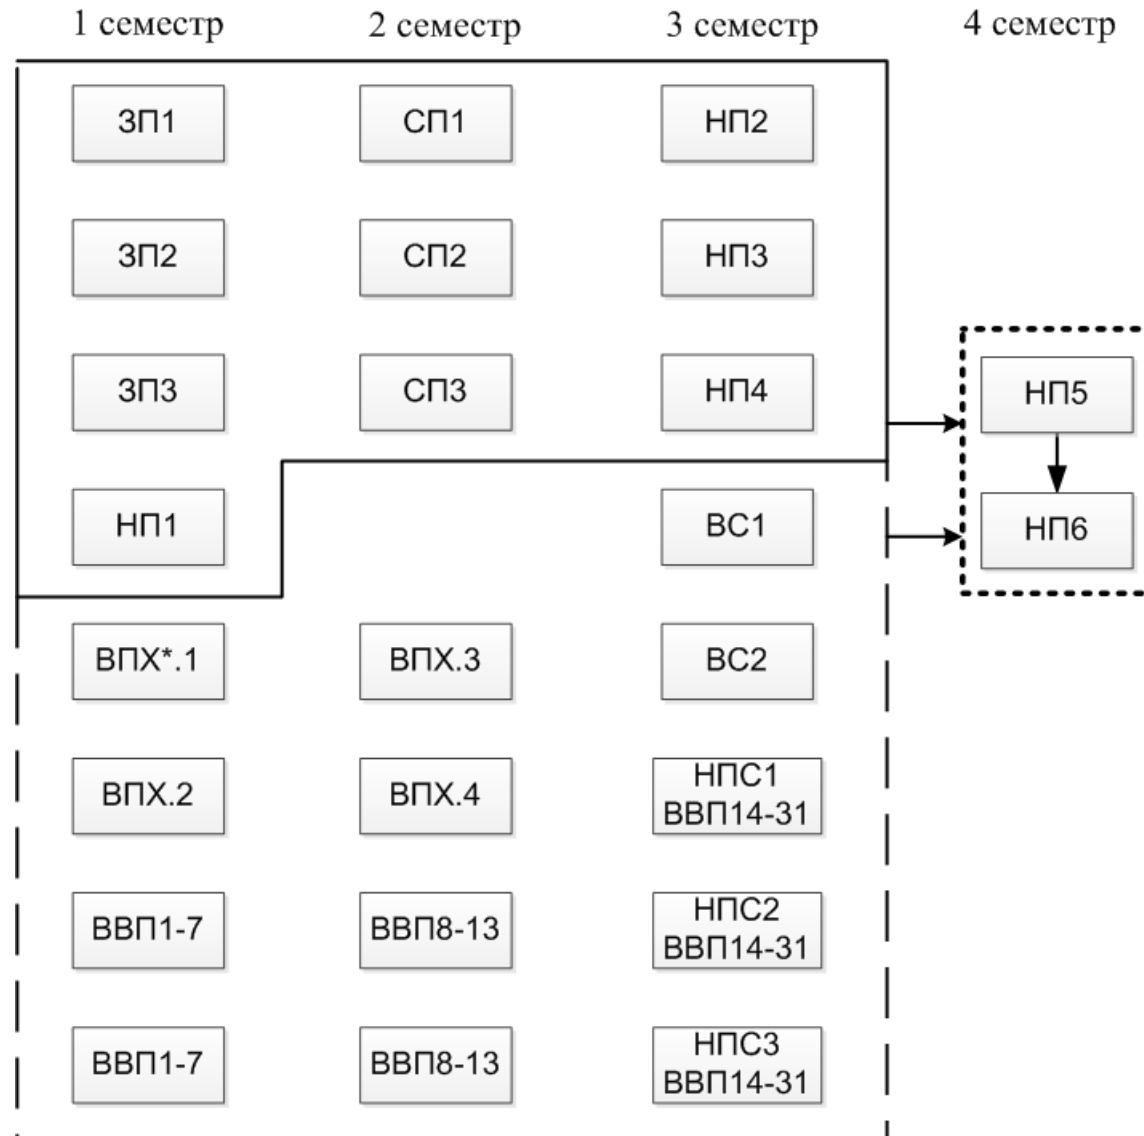 1 семестр 2 семестр 3 семестр 4 семестр
ЗП1 СП1 НП2
ЗП2 СП2 НП3
ЗП3 СП3 НП4 НП5
НП1 ВС1 НП6
ВПХ*.1 ВПХ.3 ВС2
ВПХ.2 ВПХ.4 НПС1
ВВП14-31
ВВП1-7 ВВП8-13 НПС2
ВВП14-31
ВВП1-7 ВВП8-13 НПС3
ВВП14-31